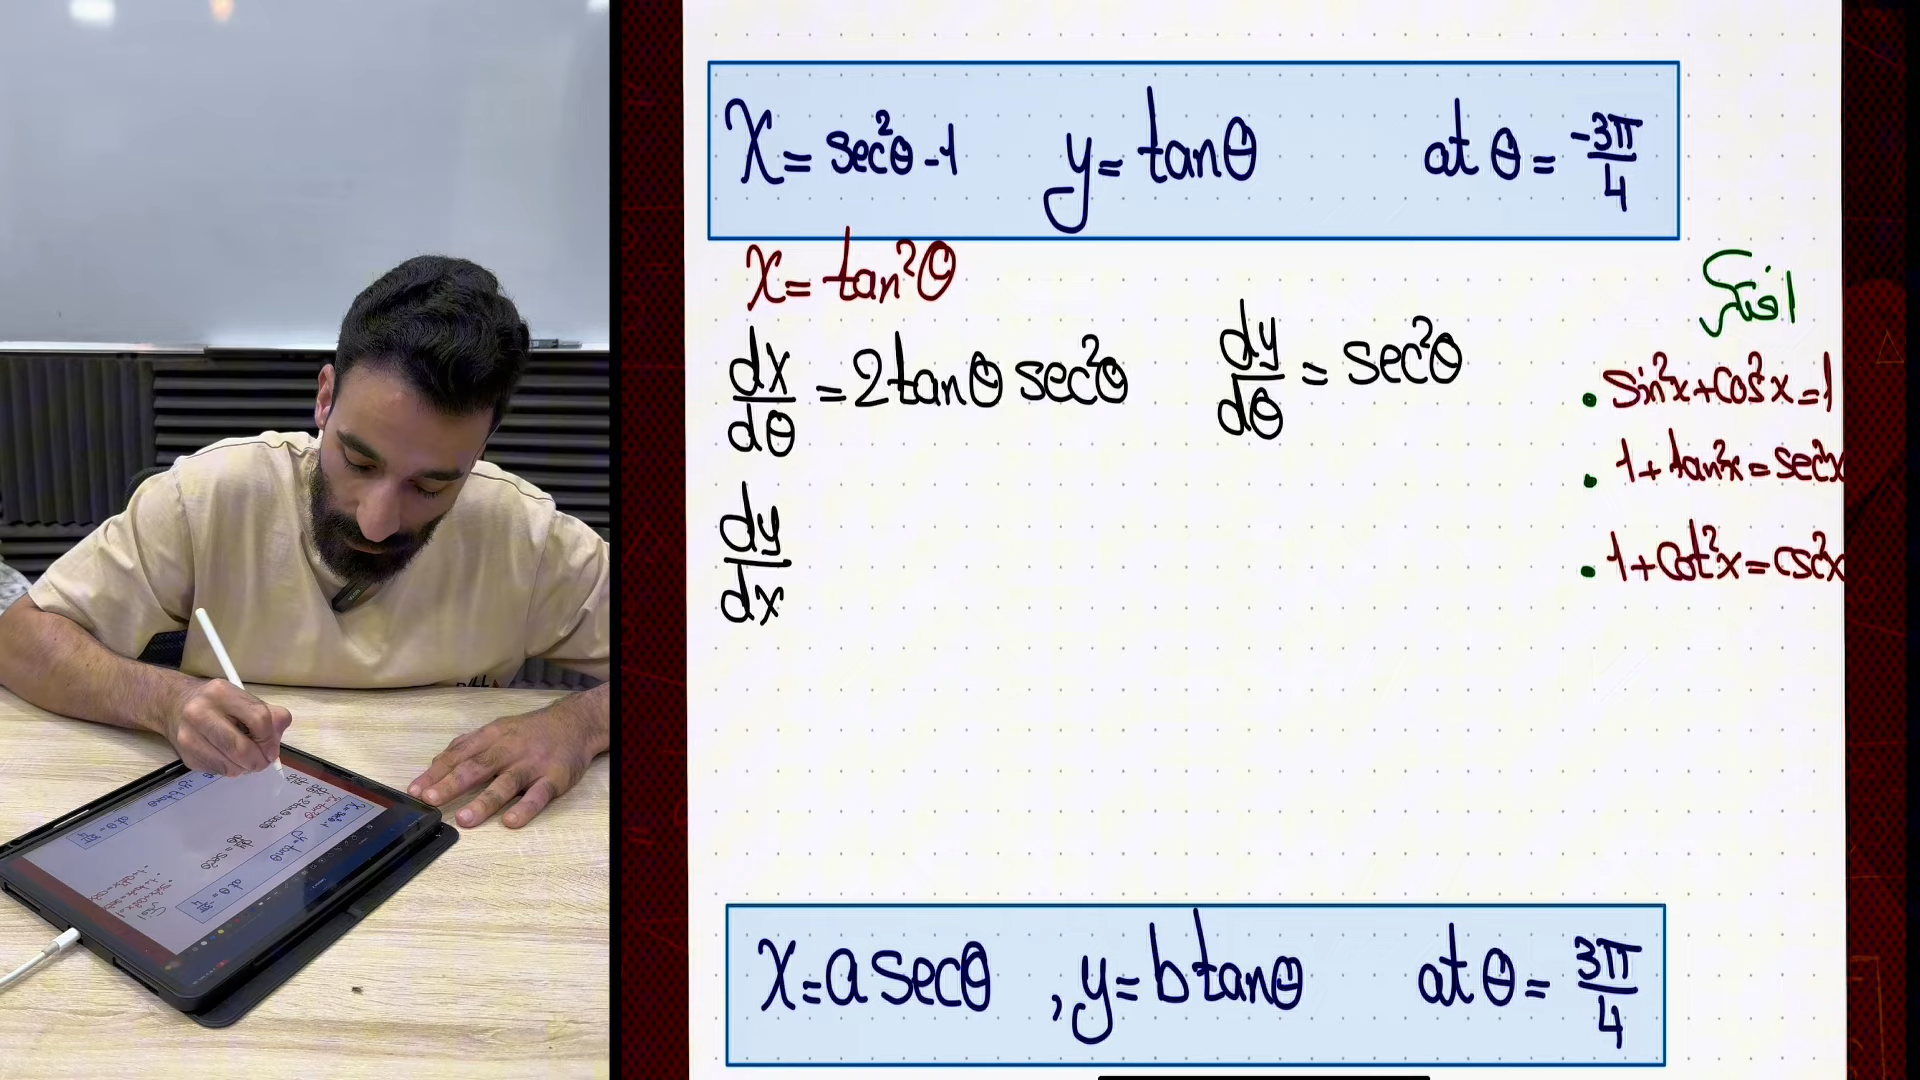 x = sec²θ - 1 y = tanθ at θ = -3π/4
x = tan²θ
dx/dθ = 2tanθ sec²θ dy/dθ = sec²θ
dy/dx
افتكر
• sin²x + cos²x = 1
• 1 + tan²x = sec²x
• 1 + cot²x = csc²x
x = a secθ , y = b tanθ at θ = 3π/4